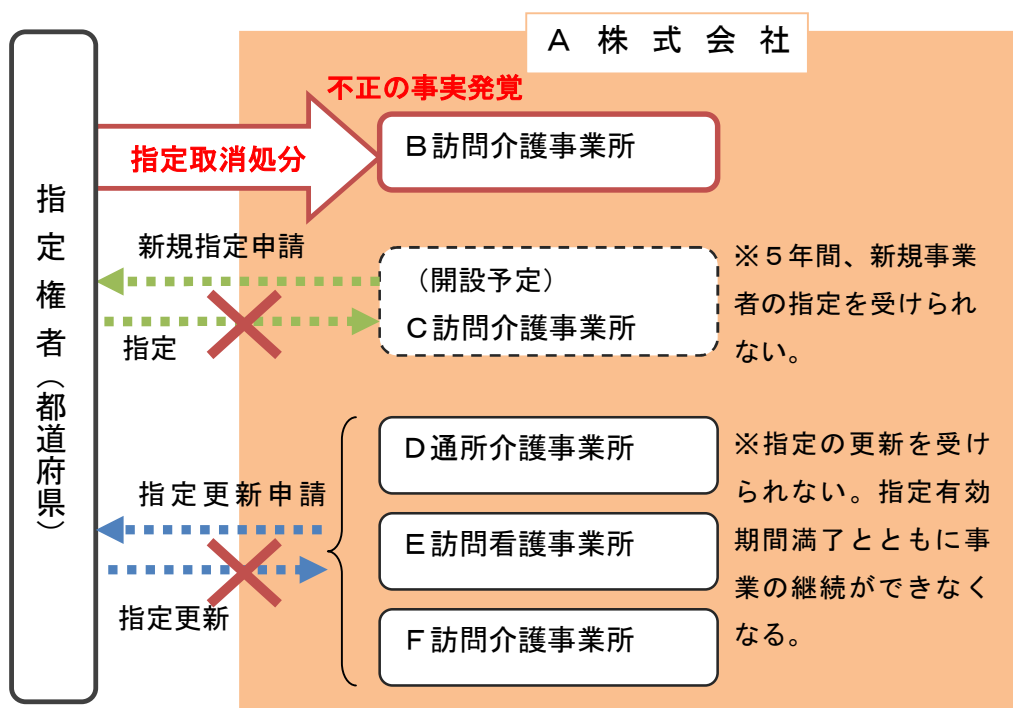 A株式会社
不正の事実発覚
指定取消処分
B訪問介護事業所
指定権者（都道府県）
新規指定申請
指定
（開設予定）
C訪問介護事業所
※５年間、新規事業
者の指定を受けられ
ない。
指定更新申請
指定更新
D通所介護事業所
E訪問看護事業所
F訪問介護事業所
※指定の更新を受け
られない。指定有効
期間満了とともに事
業の継続ができなく
なる。